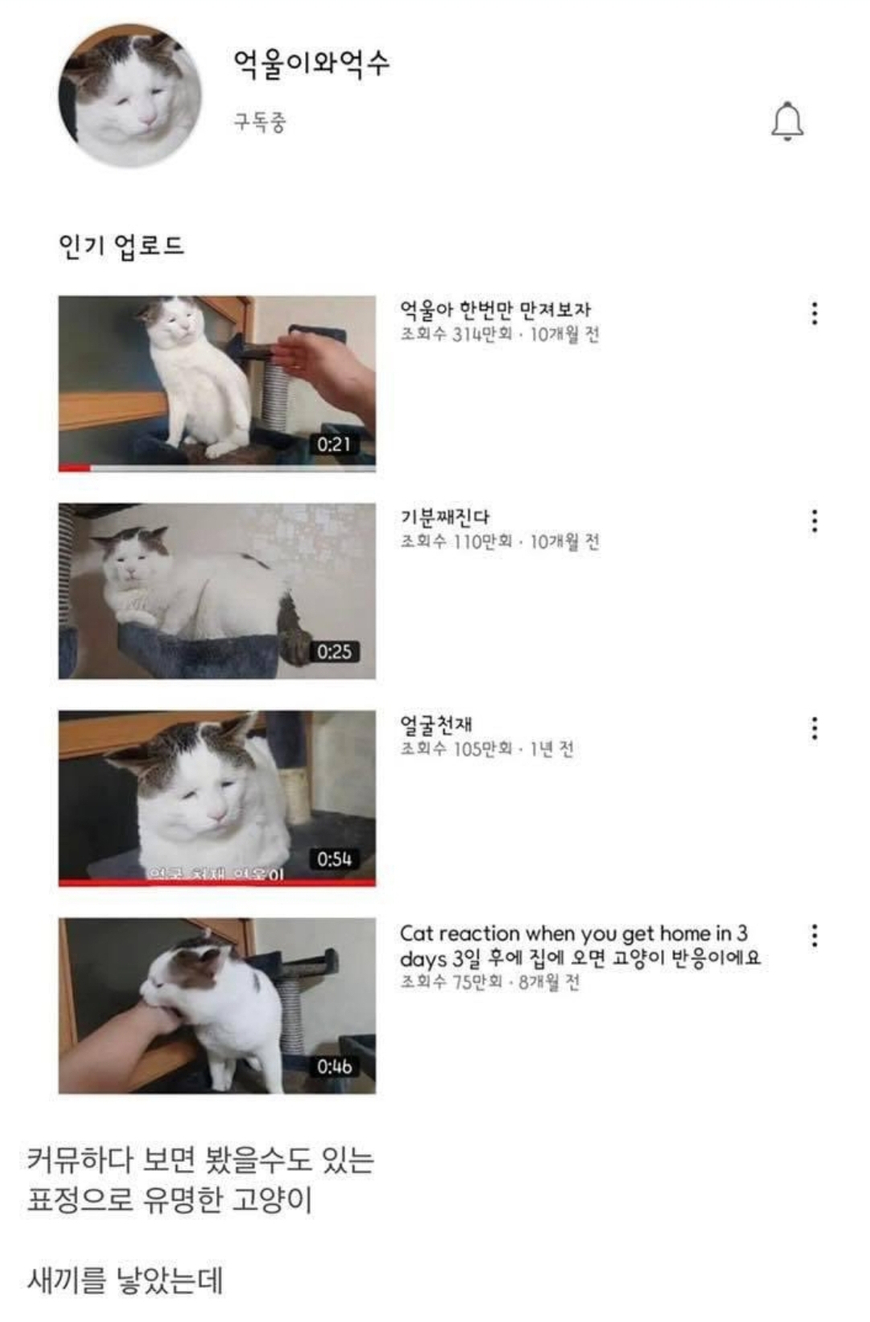 억울이와억수
구독중
인기 업로드
억울아 한번만 만져보자
조회수 314만회 · 10개월 전
0:21
기분째진다
조회수 110만회 · 10개월 전
0:25
얼굴천재
조회수 105만회 · 1년 전
얼굴 천재 억울이
0:54
Cat reaction when you get home in 3
days 3일 후에 집에 오면 고양이 반응이에요
조회수 75만회 · 8개월 전
0:46
커뮤하다 보면 봤을수도 있는
표정으로 유명한 고양이
새끼를 낳았는데